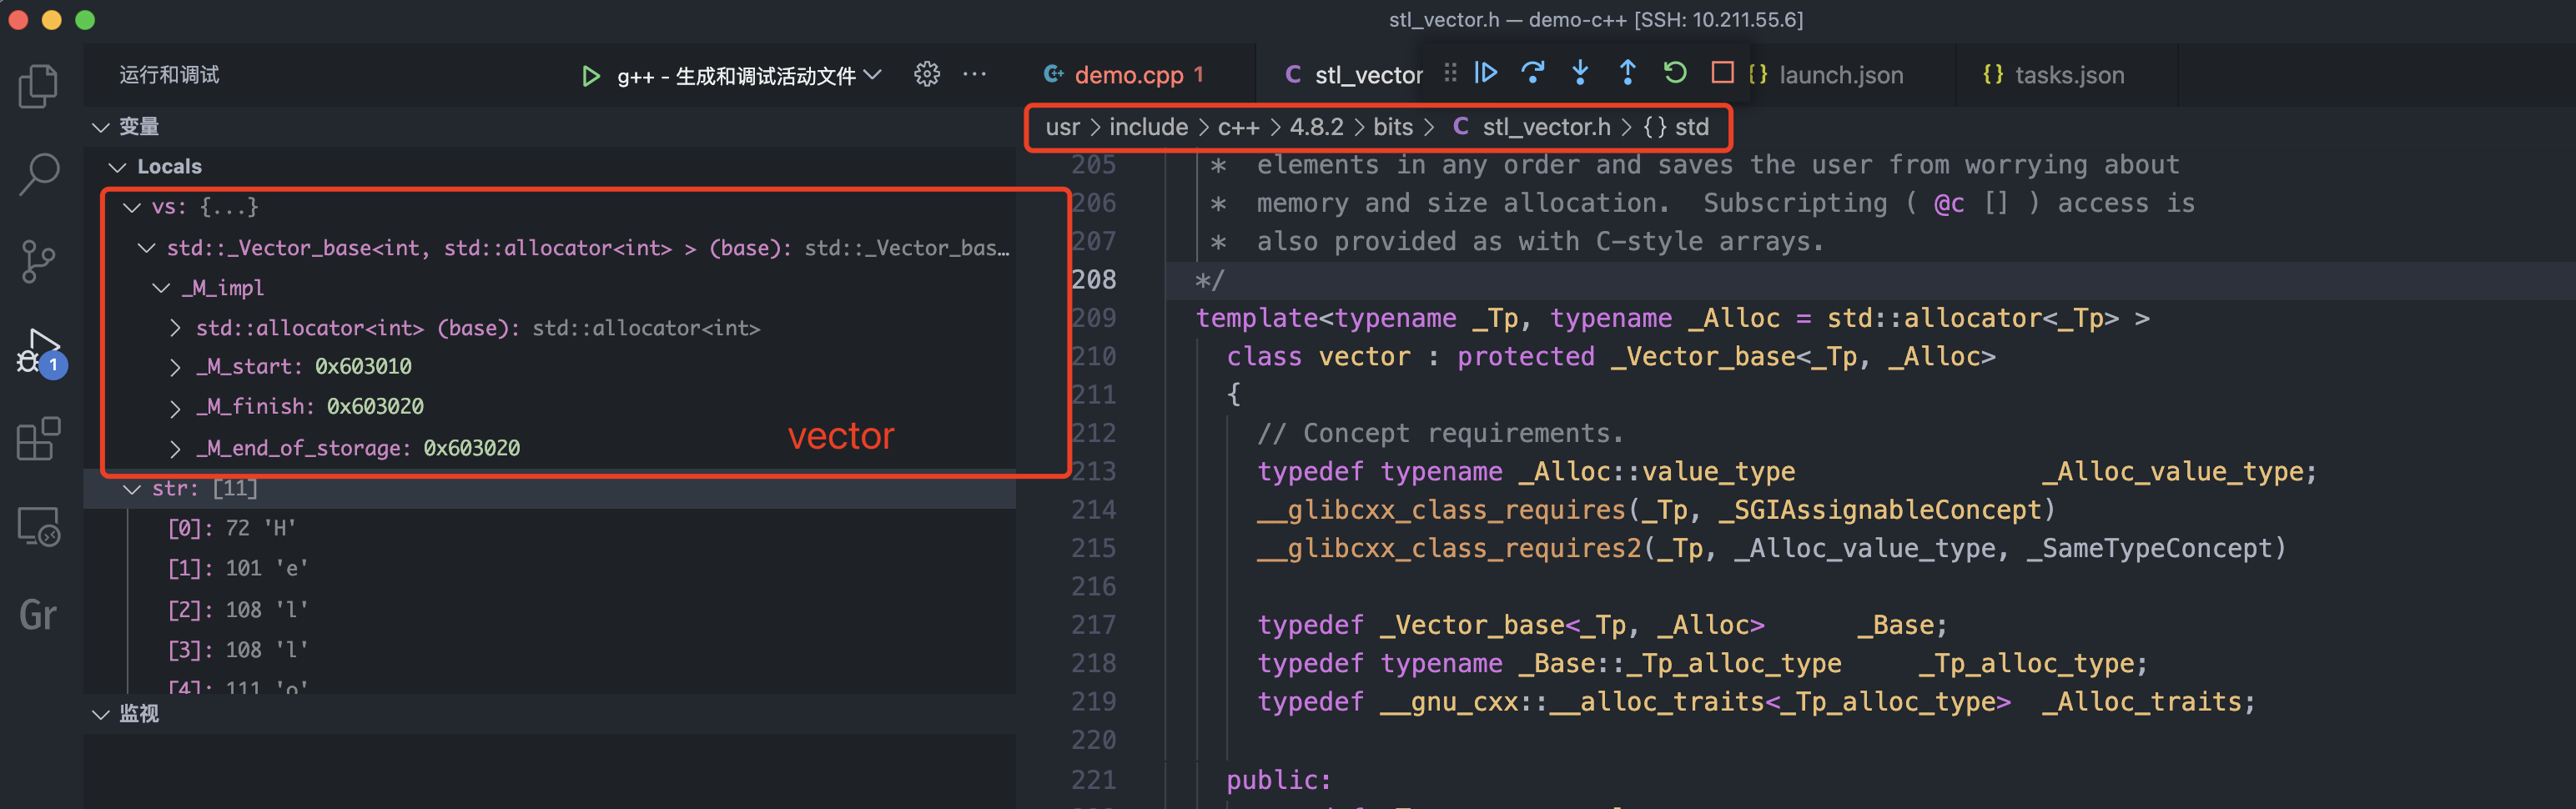 stl_vector.h — demo-c++ [SSH: 10.211.55.6]
运行和调试
g++ - 生成和调试活动文件
demo.cpp 1
stl_vector
launch.json
{} tasks.json
变量
Locals
vs: {...}
std::_Vector_base<int, std::allocator<int> > (base): std::_Vector_bas…
_M_impl
std::allocator<int> (base): std::allocator<int>
_M_start: 0x603010
_M_finish: 0x603020
_M_end_of_storage: 0x603020
vector
str: [11]
[0]: 72 'H'
[1]: 101 'e'
[2]: 108 'l'
[3]: 108 'l'
[4]: 111 'o'
监视
1
Gr
usr > include > c++ > 4.8.2 > bits > C stl_vector.h > {} std
205 * elements in any order and saves the user from worrying about
206 * memory and size allocation. Subscripting ( @c [] ) access is
207 * also provided as with C-style arrays.
208 */
209 template<typename _Tp, typename _Alloc = std::allocator<_Tp> >
210 class vector : protected _Vector_base<_Tp, _Alloc>
211 {
212 // Concept requirements.
213 typedef typename _Alloc::value_type _Alloc_value_type;
214 __glibcxx_class_requires(_Tp, _SGIAssignableConcept)
215 __glibcxx_class_requires2(_Tp, _Alloc_value_type, _SameTypeConcept)
216
217 typedef _Vector_base<_Tp, _Alloc> _Base;
218 typedef typename _Base::_Tp_alloc_type _Tp_alloc_type;
219 typedef __gnu_cxx::__alloc_traits<_Tp_alloc_type> _Alloc_traits;
220
221 public: